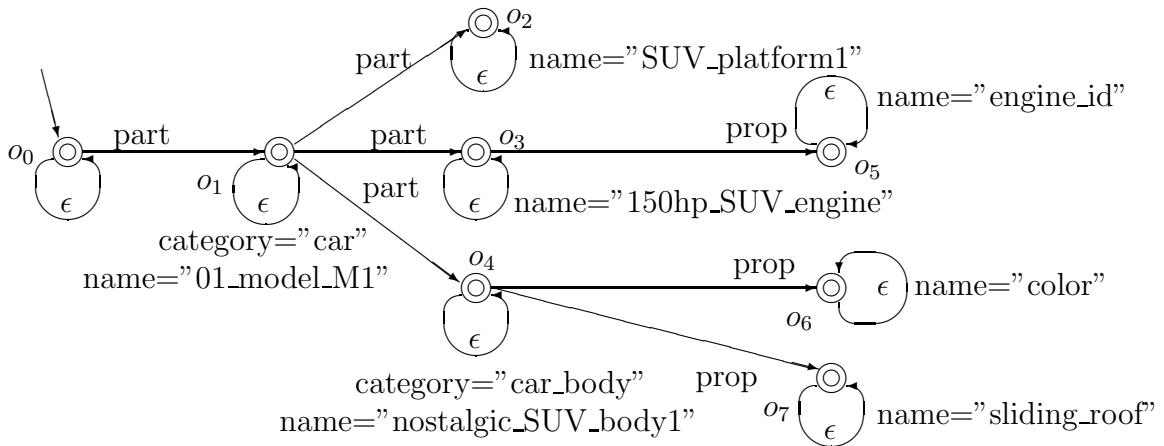 o2
part
name="SUV_platform1"
ϵ
ϵ
name="engine_id"
o0
part
part
o3
prop
o5
part
o1
ϵ
ϵ
ϵ
name="150hp_SUV_engine"
category="car"
name="01_model_M1"
o4
prop
ϵ
name="color"
o6
ϵ
category="car_body"
name="nostalgic_SUV_body1"
prop
o7
ϵ
name="sliding_roof"